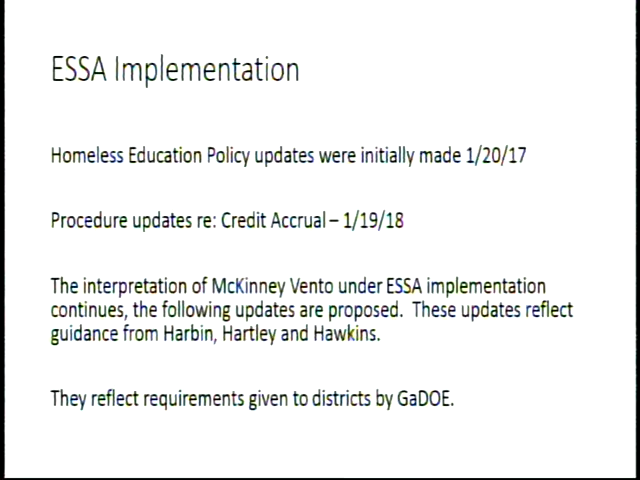 ESSA Implementation
Homeless Education Policy updates were initially made 1/20/17
Procedure updates re: Credit Accrual – 1/19/18
The interpretation of McKinney Vento under ESSA implementation
continues, the following updates are proposed.  These updates reflect
guidance from Harbin, Hartley and Hawkins.
They reflect requirements given to districts by GaDOE.